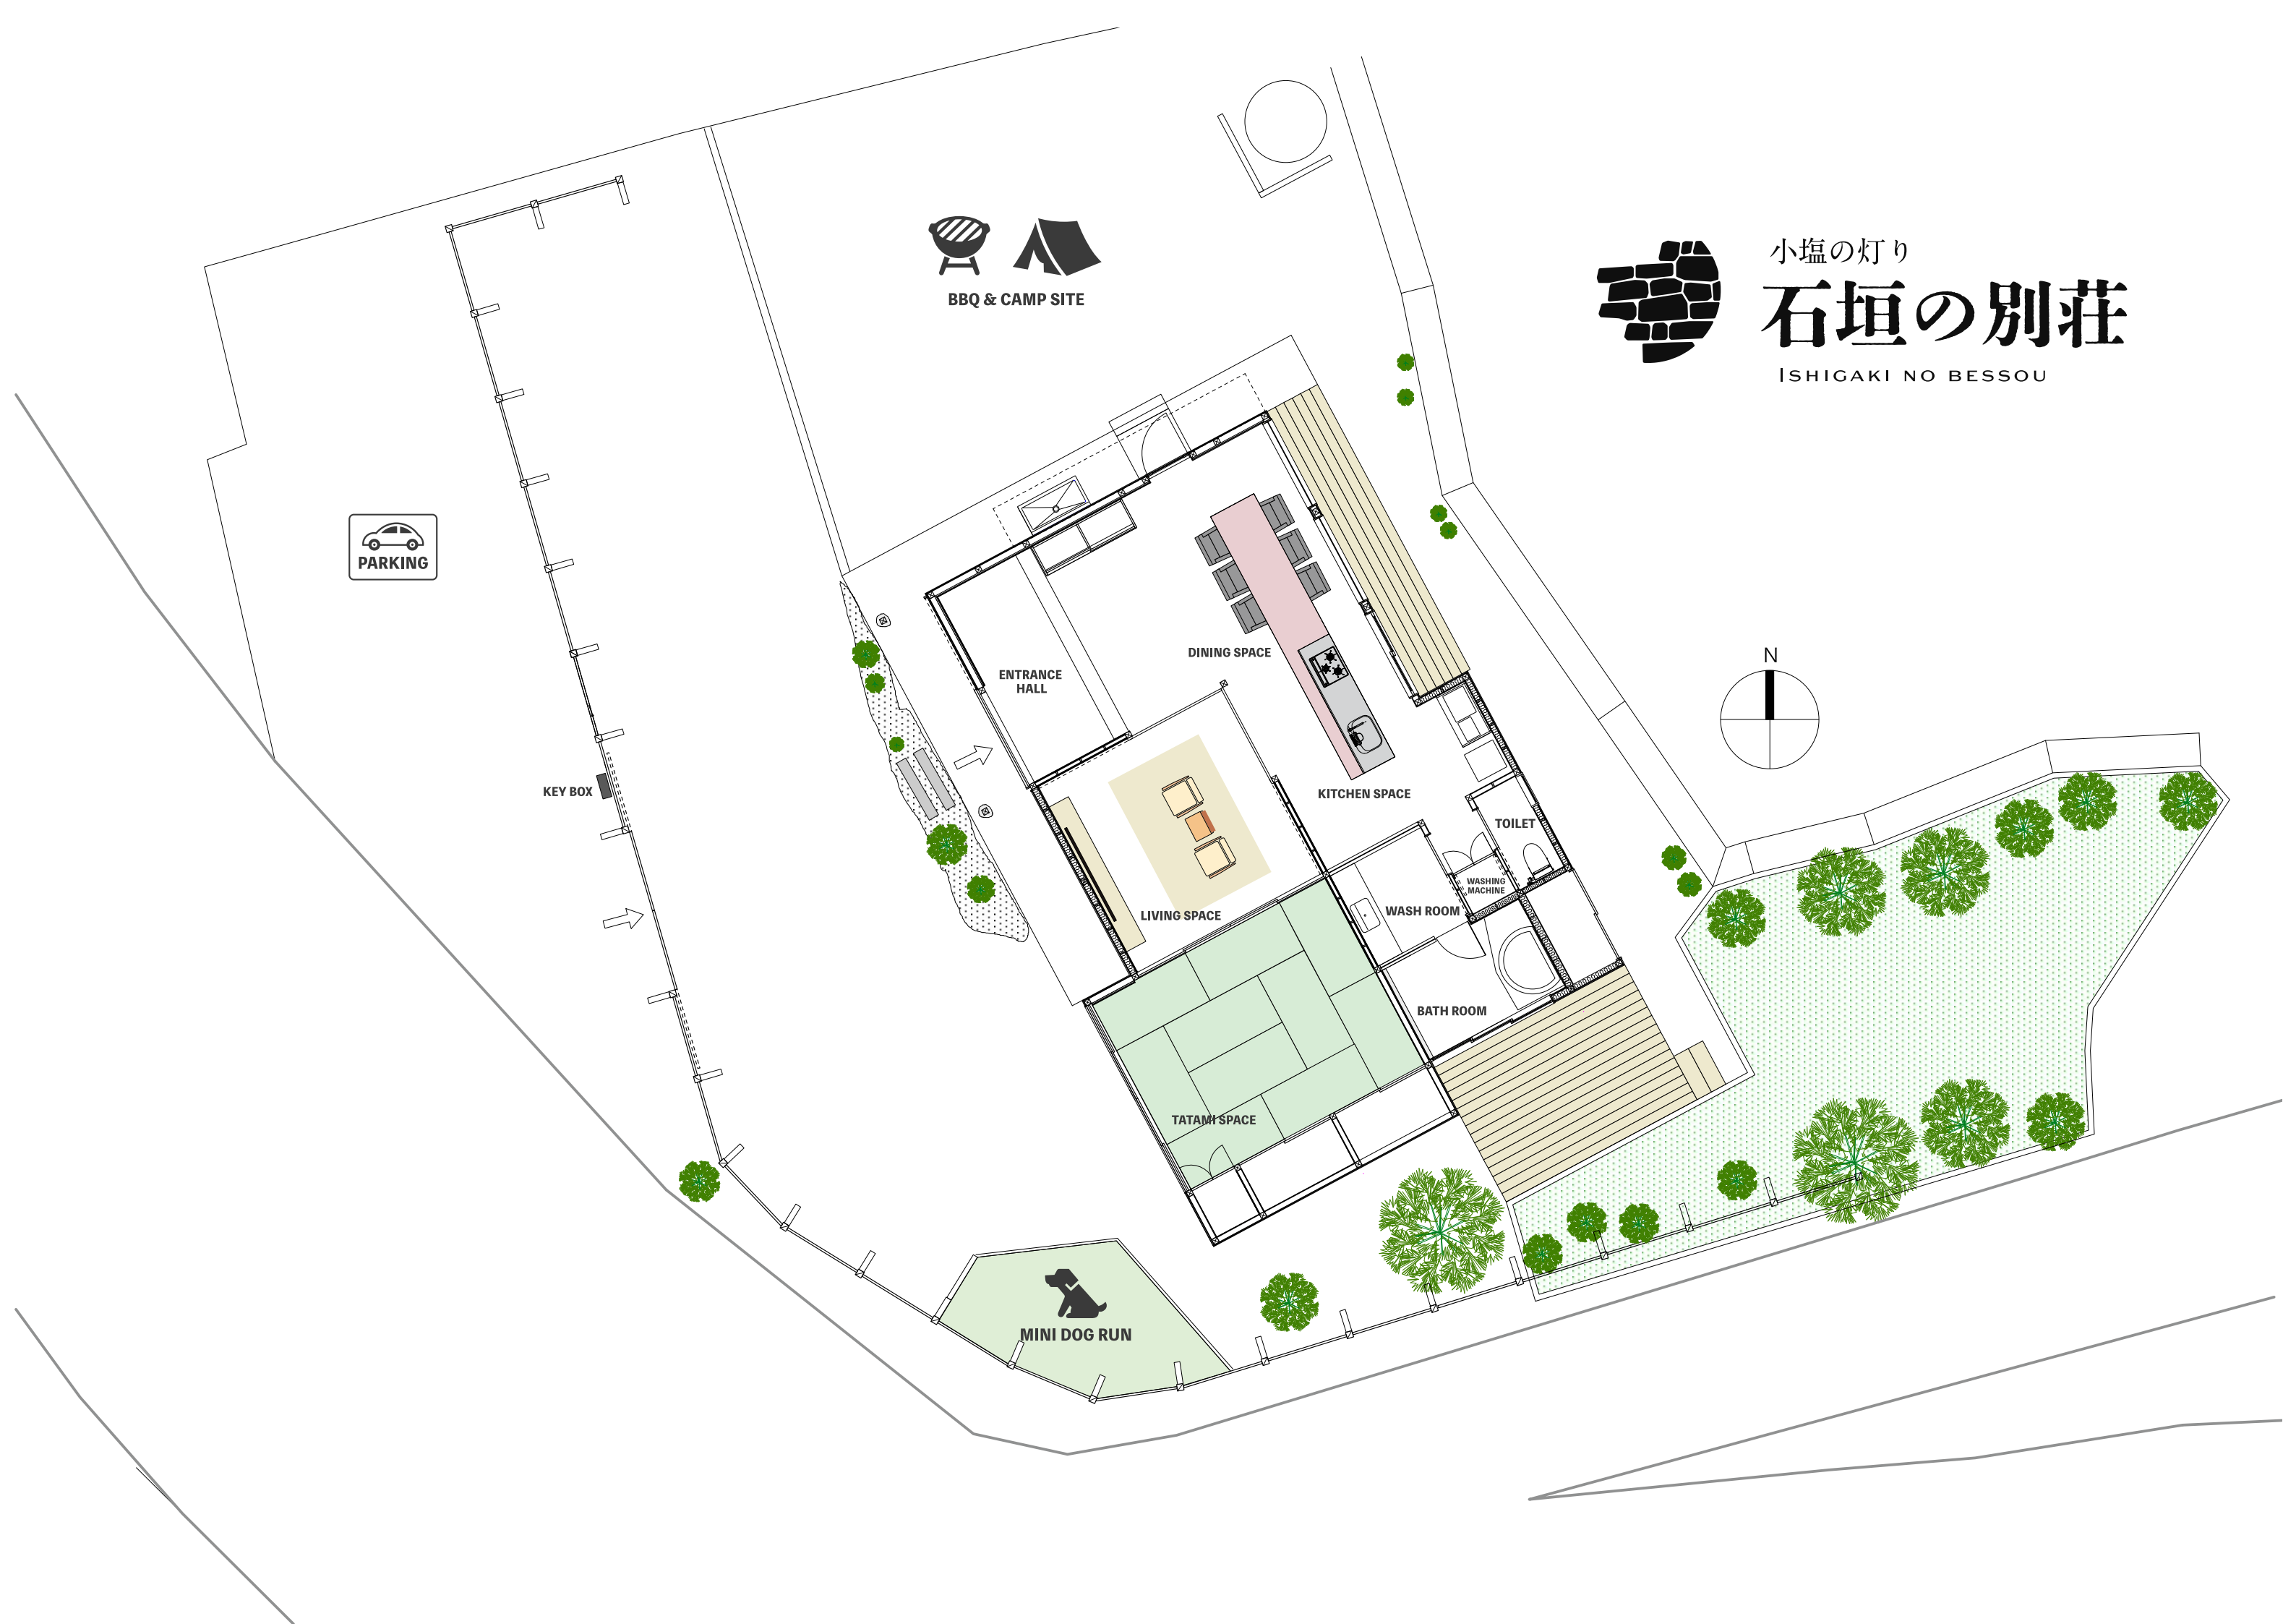 小塩の灯り
石垣の別荘
ISHIGAKI NO BESSOU
BBQ & CAMP SITE
PARKING
N
ENTRANCE
HALL
DINING SPACE
KEY BOX
KITCHEN SPACE
TOILET
WASHING
MACHINE
LIVING SPACE
WASH ROOM
BATH ROOM
TATAMI SPACE
MINI DOG RUN